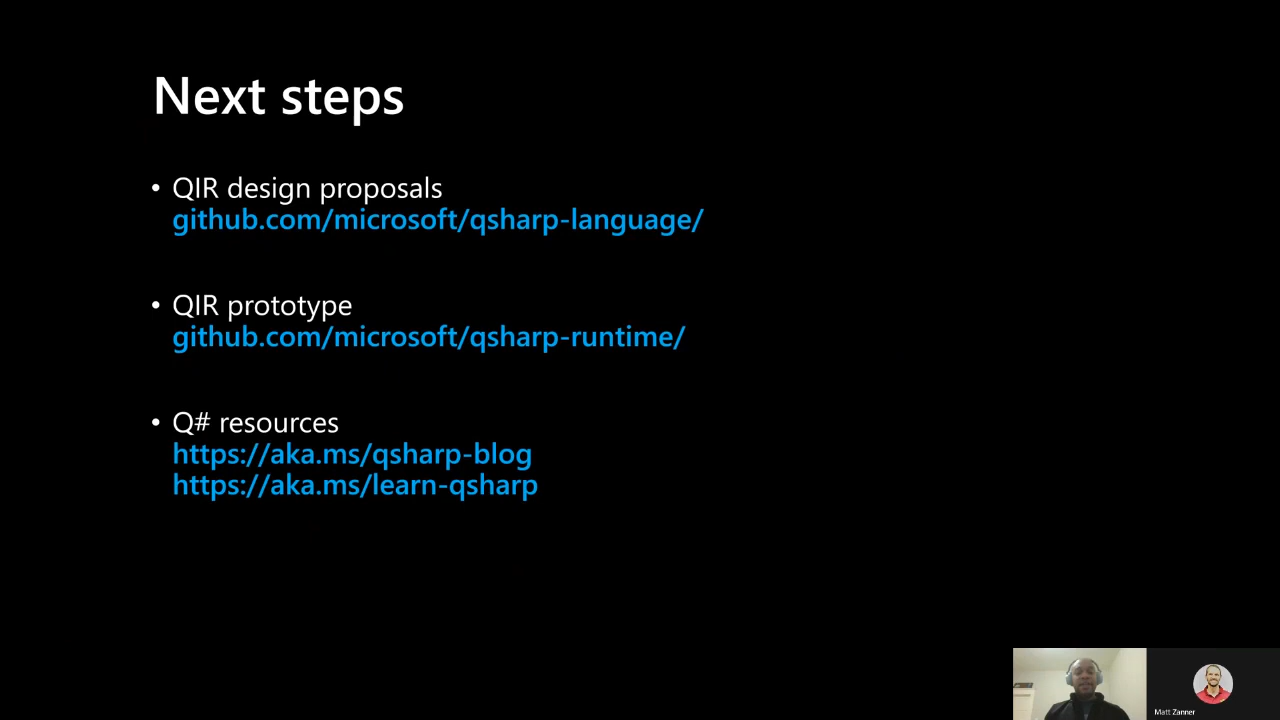 Next steps
• QIR design proposals
github.com/microsoft/qsharp-language/
• QIR prototype
github.com/microsoft/qsharp-runtime/
• Q# resources
https://aka.ms/qsharp-blog
https://aka.ms/learn-qsharp
Matt Zanner